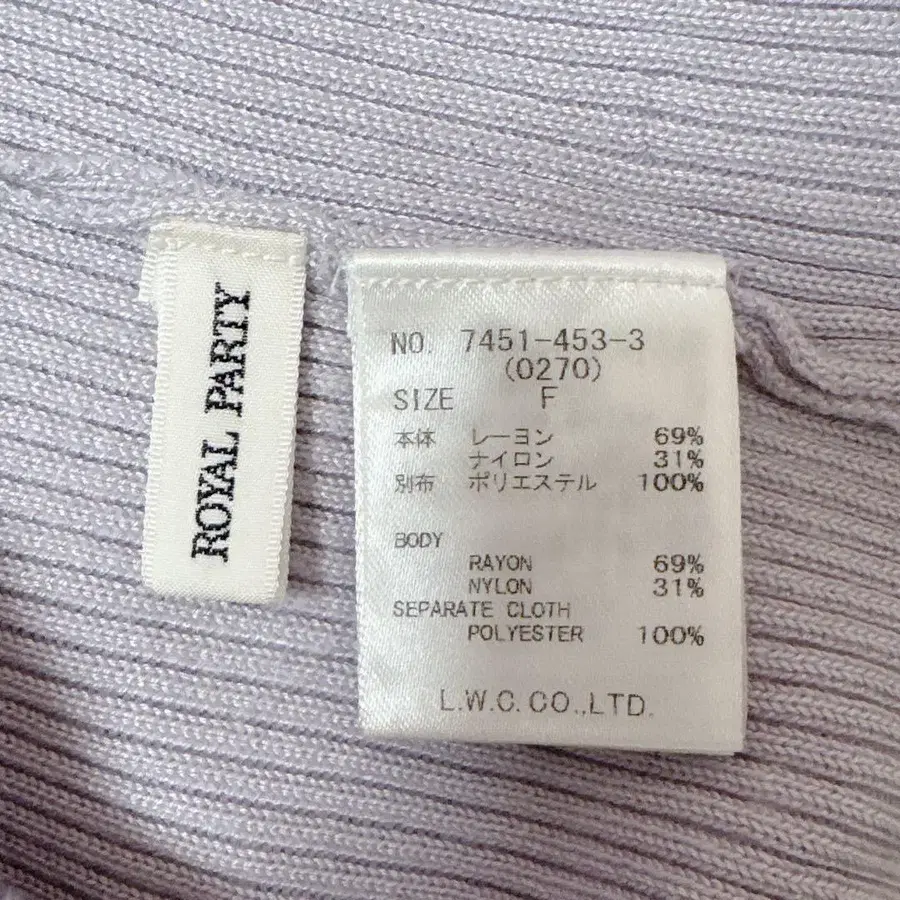 ROYAL PARTY
NO. 7451-453-3
(0270)
SIZE F
本体 レーヨン 69%
ナイロン 31%
別布 ポリエステル 100%
BODY
RAYON 69%
NYLON 31%
SEPARATE CLOTH
POLYESTER 100%
L.W.C.CO.,LTD.